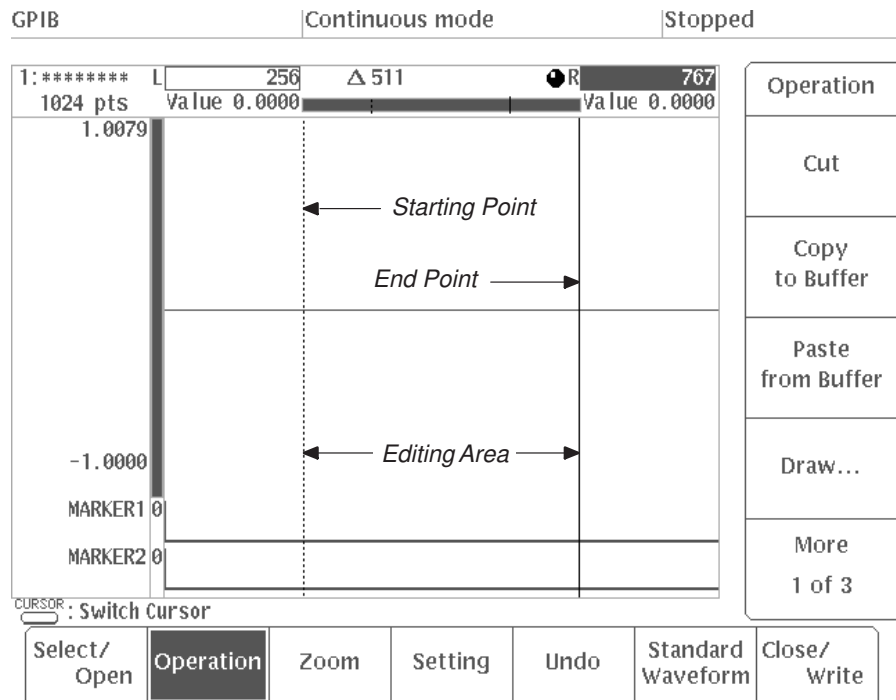 GPIB Continuous mode Stopped
1:******** L 256 Δ 511 R 767
1024 pts Value 0.0000 Value 0.0000
1.0079
Starting Point
End Point
Editing Area
-1.0000
MARKER1 0
MARKER2 0
CURSOR : Switch Cursor
Operation
Cut
Copy
to Buffer
Paste
from Buffer
Draw...
More
1 of 3
Select/
Open
Operation
Zoom
Setting
Undo
Standard
Waveform
Close/
Write